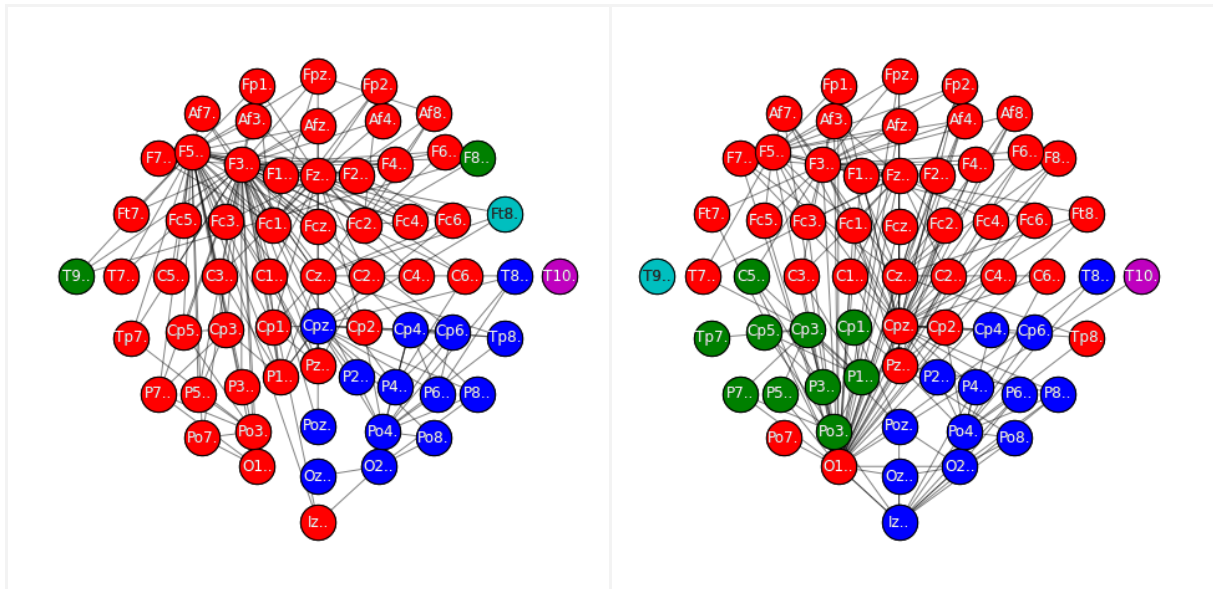 Fpz.
Fp1.
Fp2.
Af7.
Af3.
Afz.
Af4.
Af8.
F7..
F5..
F3..
F1..
Fz..
F2..
F4..
F6..
F8..
Ft7.
Fc5.
Fc3.
Fc1.
Fcz.
Fc2.
Fc4.
Fc6.
Ft8.
T9..
T7..
C5..
C3..
C1..
Cz..
C2..
C4..
C6..
T8..
T10.
Tp7.
Cp5.
Cp3.
Cp1.
Cpz.
Cp2.
Cp4.
Cp6.
Tp8.
P7..
P5..
P3..
P1..
Pz..
P2..
P4..
P6..
P8..
Po7.
Po3.
Poz.
Po4.
Po8.
O1..
Oz..
O2..
Iz..
Fpz.
Fp1.
Fp2.
Af7.
Af3.
Afz.
Af4.
Af8.
F7..
F5..
F3..
F1..
Fz..
F2..
F4..
F6..
F8..
Ft7.
Fc5.
Fc3.
Fc1.
Fcz.
Fc2.
Fc4.
Fc6.
Ft8.
T9..
T7..
C5..
C3..
C1..
Cz..
C2..
C4..
C6..
T8..
T10.
Tp7.
Cp5.
Cp3.
Cp1.
Cpz.
Cp2.
Cp4.
Cp6.
Tp8.
P7..
P5..
P3..
P1..
Pz..
P2..
P4..
P6..
P8..
Po7.
Po3.
Poz.
Po4.
Po8.
O1..
Oz..
O2..
Iz..